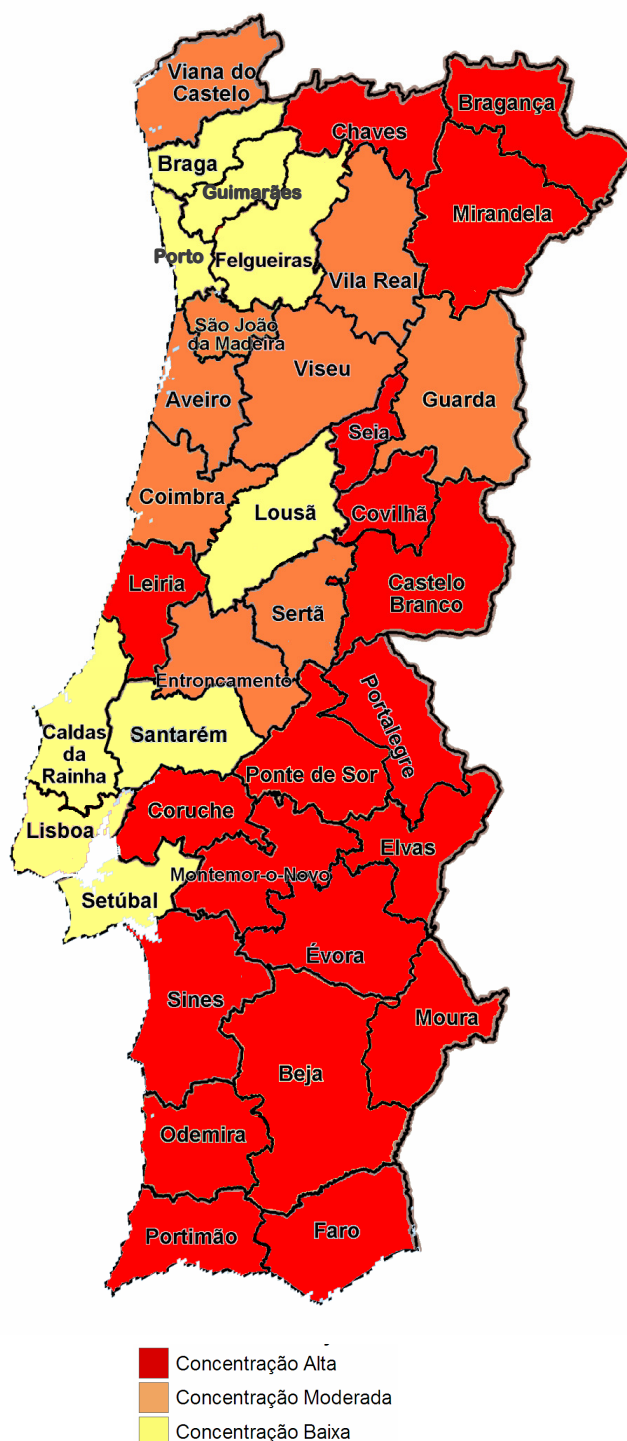 Viana do
Castelo
Bragança
Chaves
Braga
Guimarães
Mirandela
Porto
Felgueiras
Vila Real
São João
da Madeira
Viseu
Aveiro
Guarda
Seia
Coimbra
Lousã
Covilhã
Leiria
Castelo
Branco
Sertã
Entroncamento
Portalegre
Caldas
da
Rainha
Santarém
Ponte de Sor
Coruche
Lisboa
Elvas
Montemor-o-Novo
Setúbal
Évora
Sines
Moura
Beja
Odemira
Portimão
Faro
Concentração Alta
Concentração Moderada
Concentração Baixa